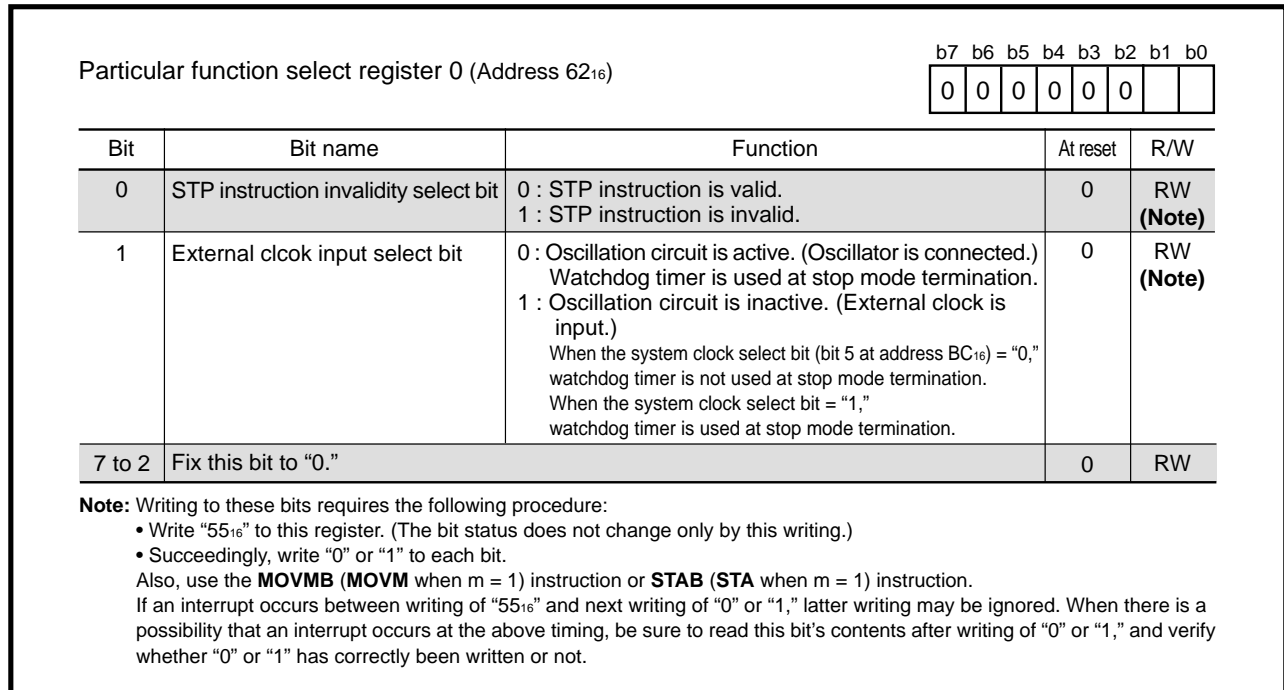 b7 b6 b5 b4 b3 b2 b1 b0
Particular function select register 0 (Address 62₁₆)
0 0 0 0 0 0
Bit Bit name Function At reset R/W
0 STP instruction invalidity select bit 0 : STP instruction is valid. 0 RW
1 : STP instruction is invalid. (Note)
1 External clcok input select bit 0 : Oscillation circuit is active. (Oscillator is connected.) 0 RW
Watchdog timer is used at stop mode termination. (Note)
1 : Oscillation circuit is inactive. (External clock is
input.)
When the system clock select bit (bit 5 at address BC₁₆) = “0,”
watchdog timer is not used at stop mode termination.
When the system clock select bit = “1,”
watchdog timer is used at stop mode termination.
7 to 2 Fix this bit to “0.” 0 RW
Note: Writing to these bits requires the following procedure:
• Write “55₁₆” to this register. (The bit status does not change only by this writing.)
• Succeedingly, write “0” or “1” to each bit.
Also, use the MOVMB (MOVM when m = 1) instruction or STAB (STA when m = 1) instruction.
If an interrupt occurs between writing of “55₁₆” and next writing of “0” or “1,” latter writing may be ignored. When there is a
possibility that an interrupt occurs at the above timing, be sure to read this bit’s contents after writing of “0” or “1,” and verify
whether “0” or “1” has correctly been written or not.